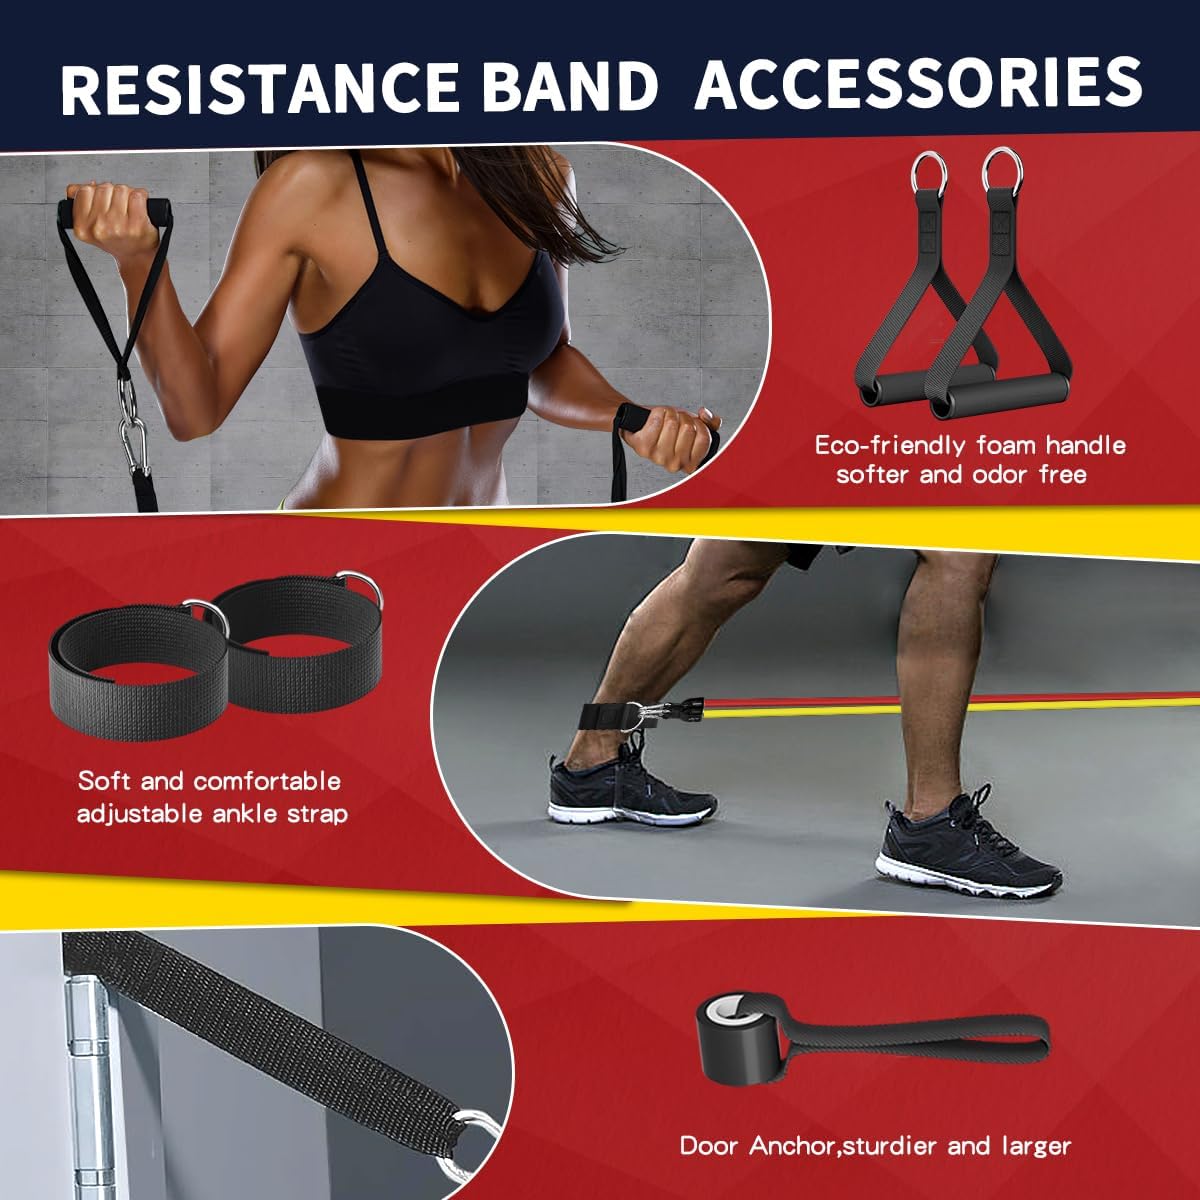 RESISTANCE BAND ACCESSORIES
Eco-friendly foam handle
softer and odor free
Soft and comfortable
adjustable ankle strap
Door Anchor,sturdier and larger